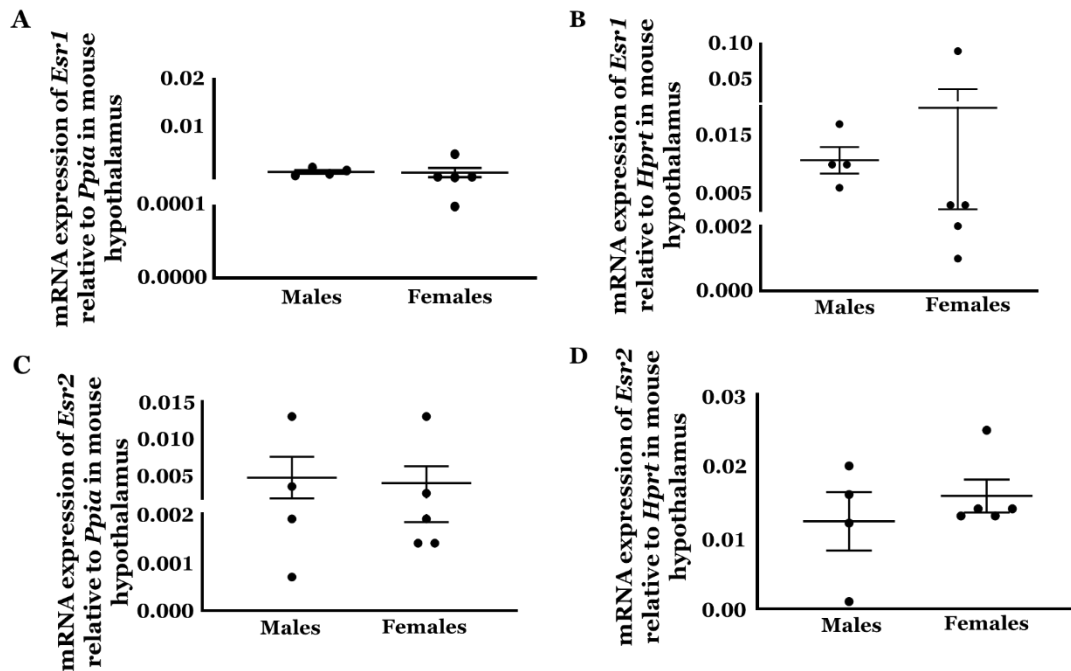 A
mRNA expression of Esr1
relative to Ppia in mouse
hypothalamus
0.02
0.01
0.0001
0.0000
Males Females
B
mRNA expression of Esr1
relative to Hprt in mouse
hypothalamus
0.10
0.05
0.015
0.005
0.002
0.000
Males Females
C
mRNA expression of Esr2
relative to Ppia in mouse
hypothalamus
0.015
0.010
0.005
0.002
0.001
0.000
Males Females
D
mRNA expression of Esr2
relative to Hprt in mouse
hypothalamus
0.03
0.02
0.01
0.00
Males Females